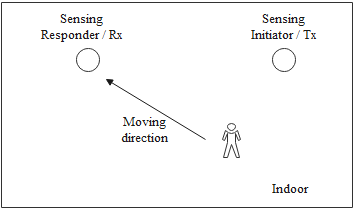 Sensing
Responder / Rx
Sensing
Initiator / Tx
Moving
direction
Indoor